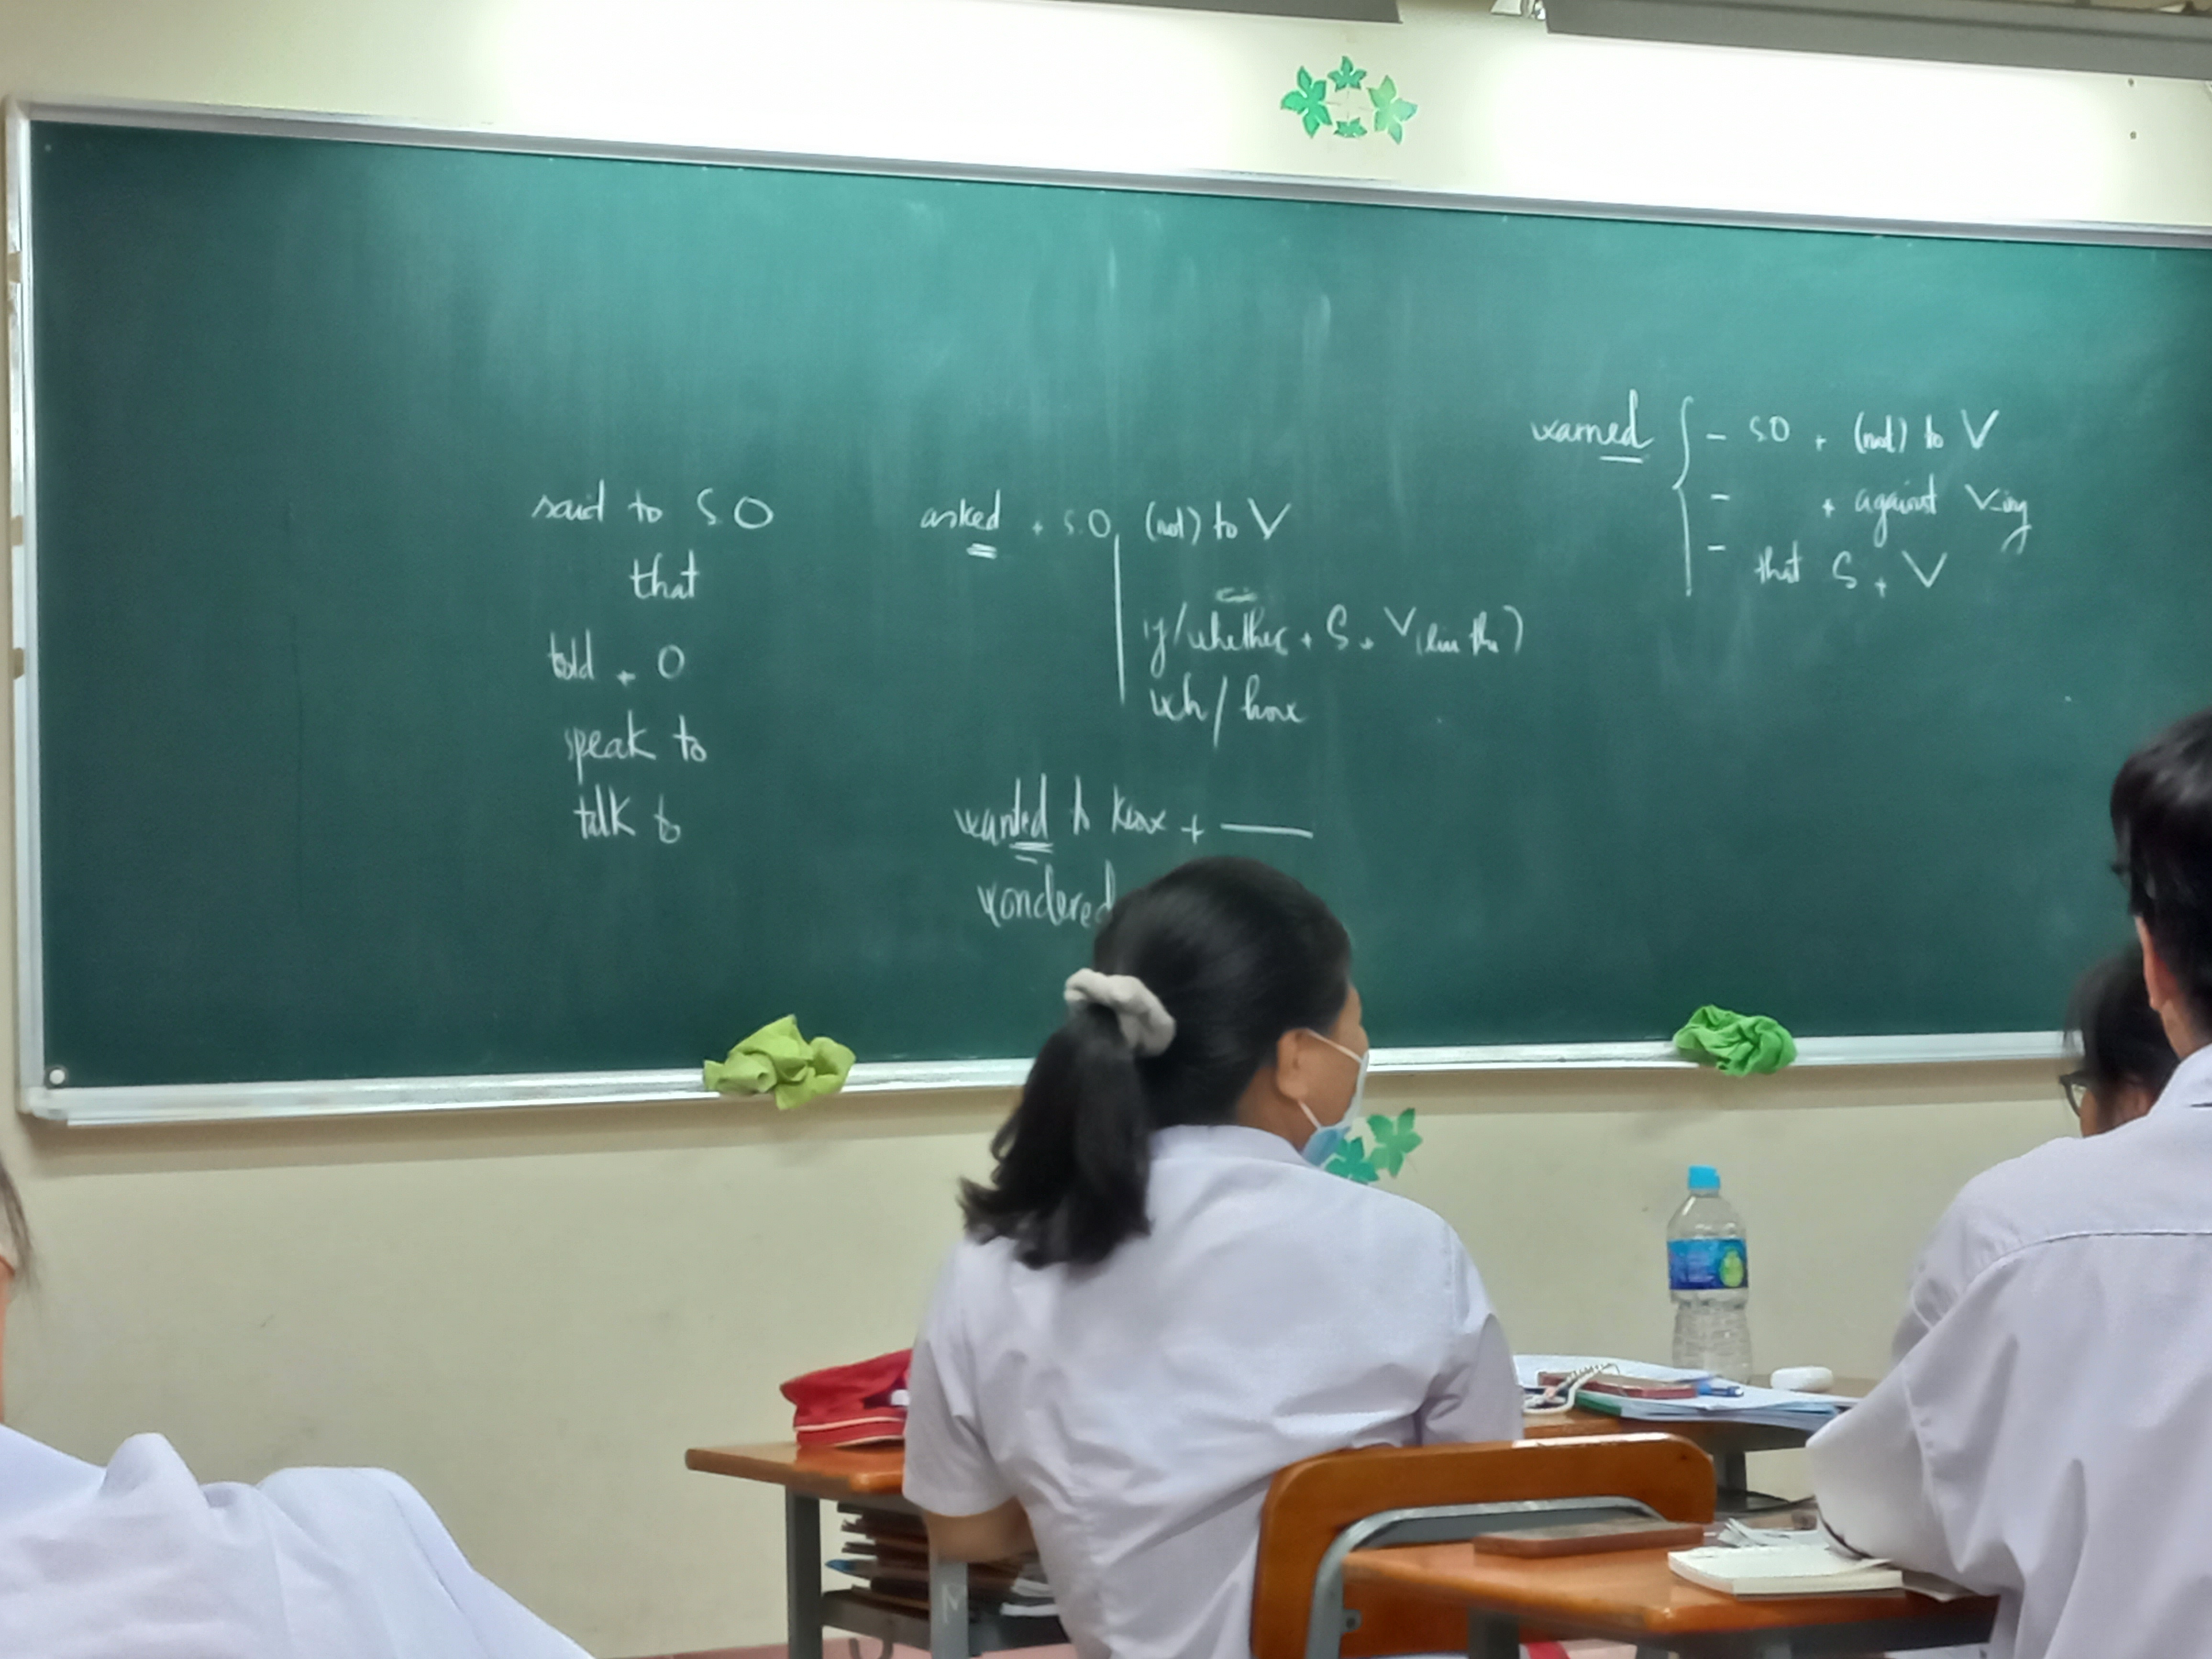 said to SO
that
told + O
speak to
talk to
asked + S.O (not) to V
if/whether + S + V (lùi thì)
wh/how
wanted to know + ___
wondered
warned { - SO + (not) to V
- + against V-ing
- that S + V